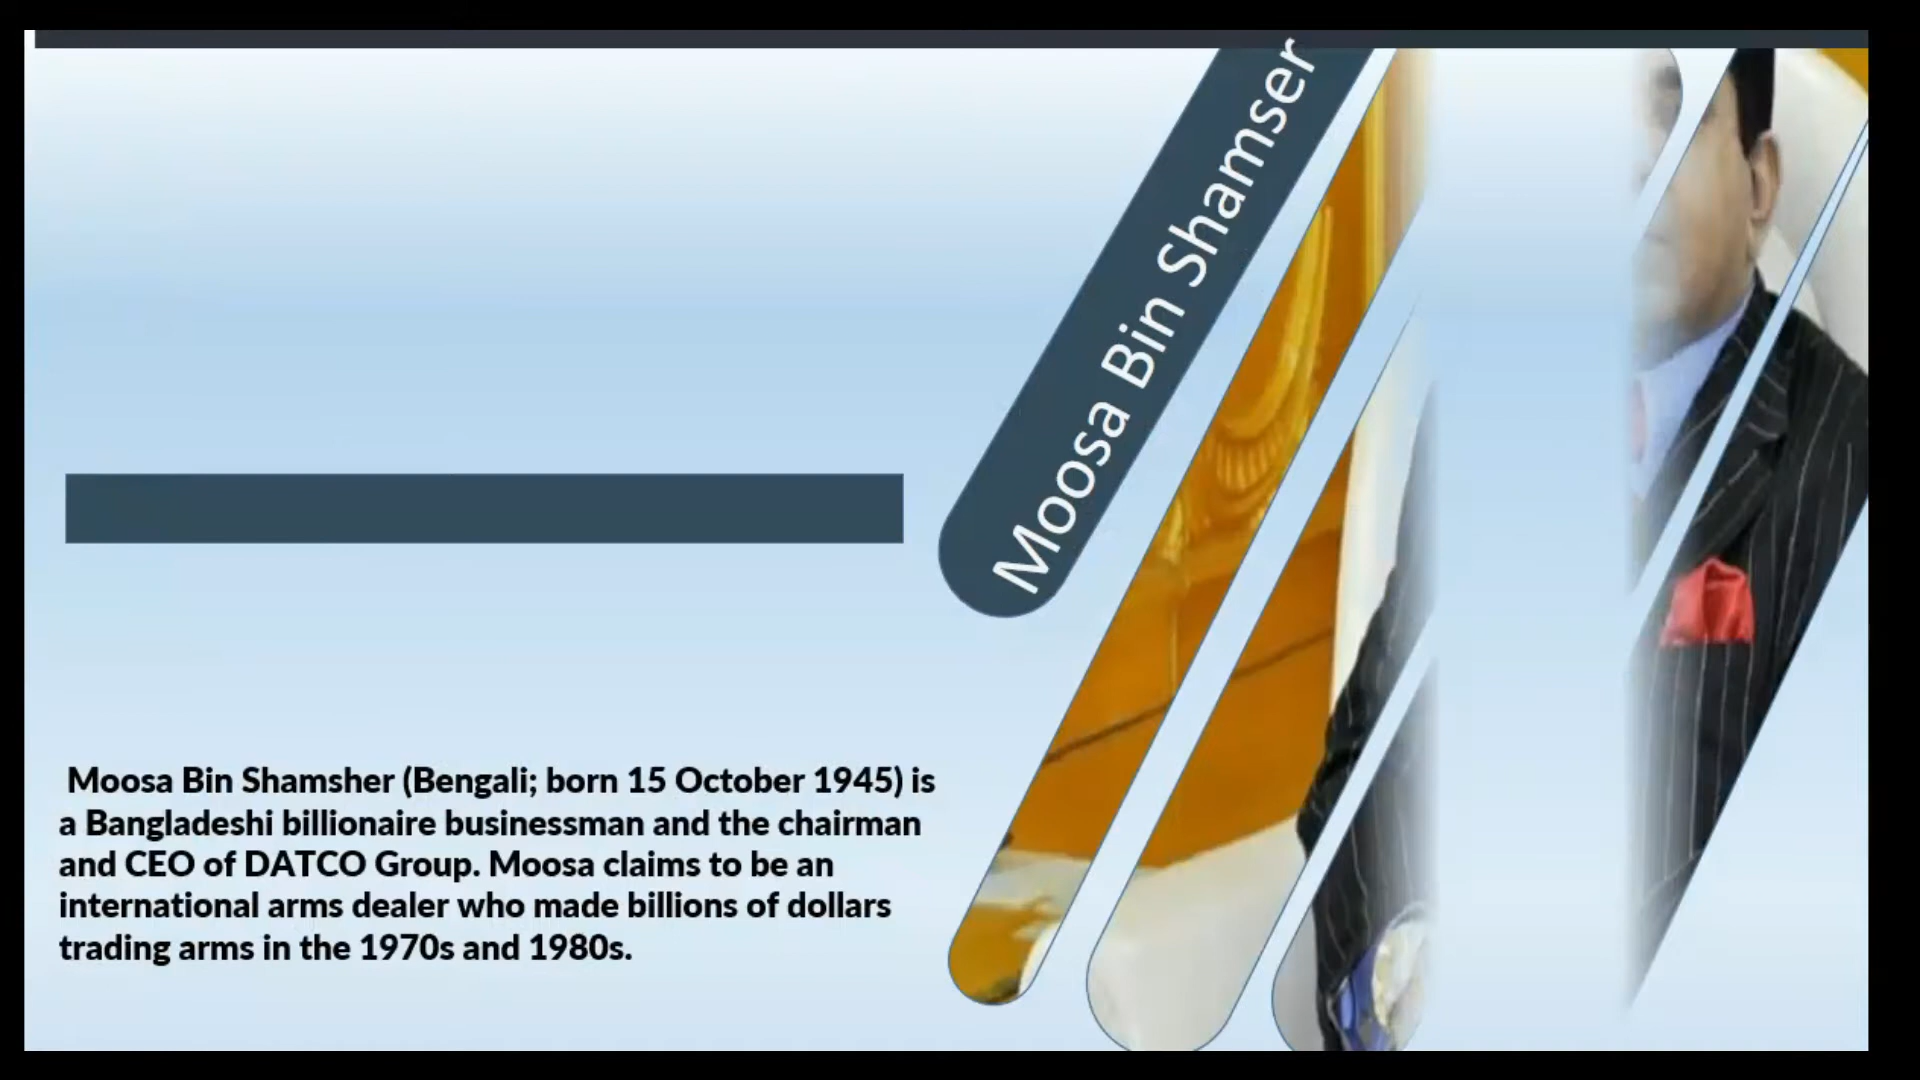 Moosa Bin Shamser
Moosa Bin Shamsher (Bengali; born 15 October 1945) is
a Bangladeshi billionaire businessman and the chairman
and CEO of DATCO Group. Moosa claims to be an
international arms dealer who made billions of dollars
trading arms in the 1970s and 1980s.